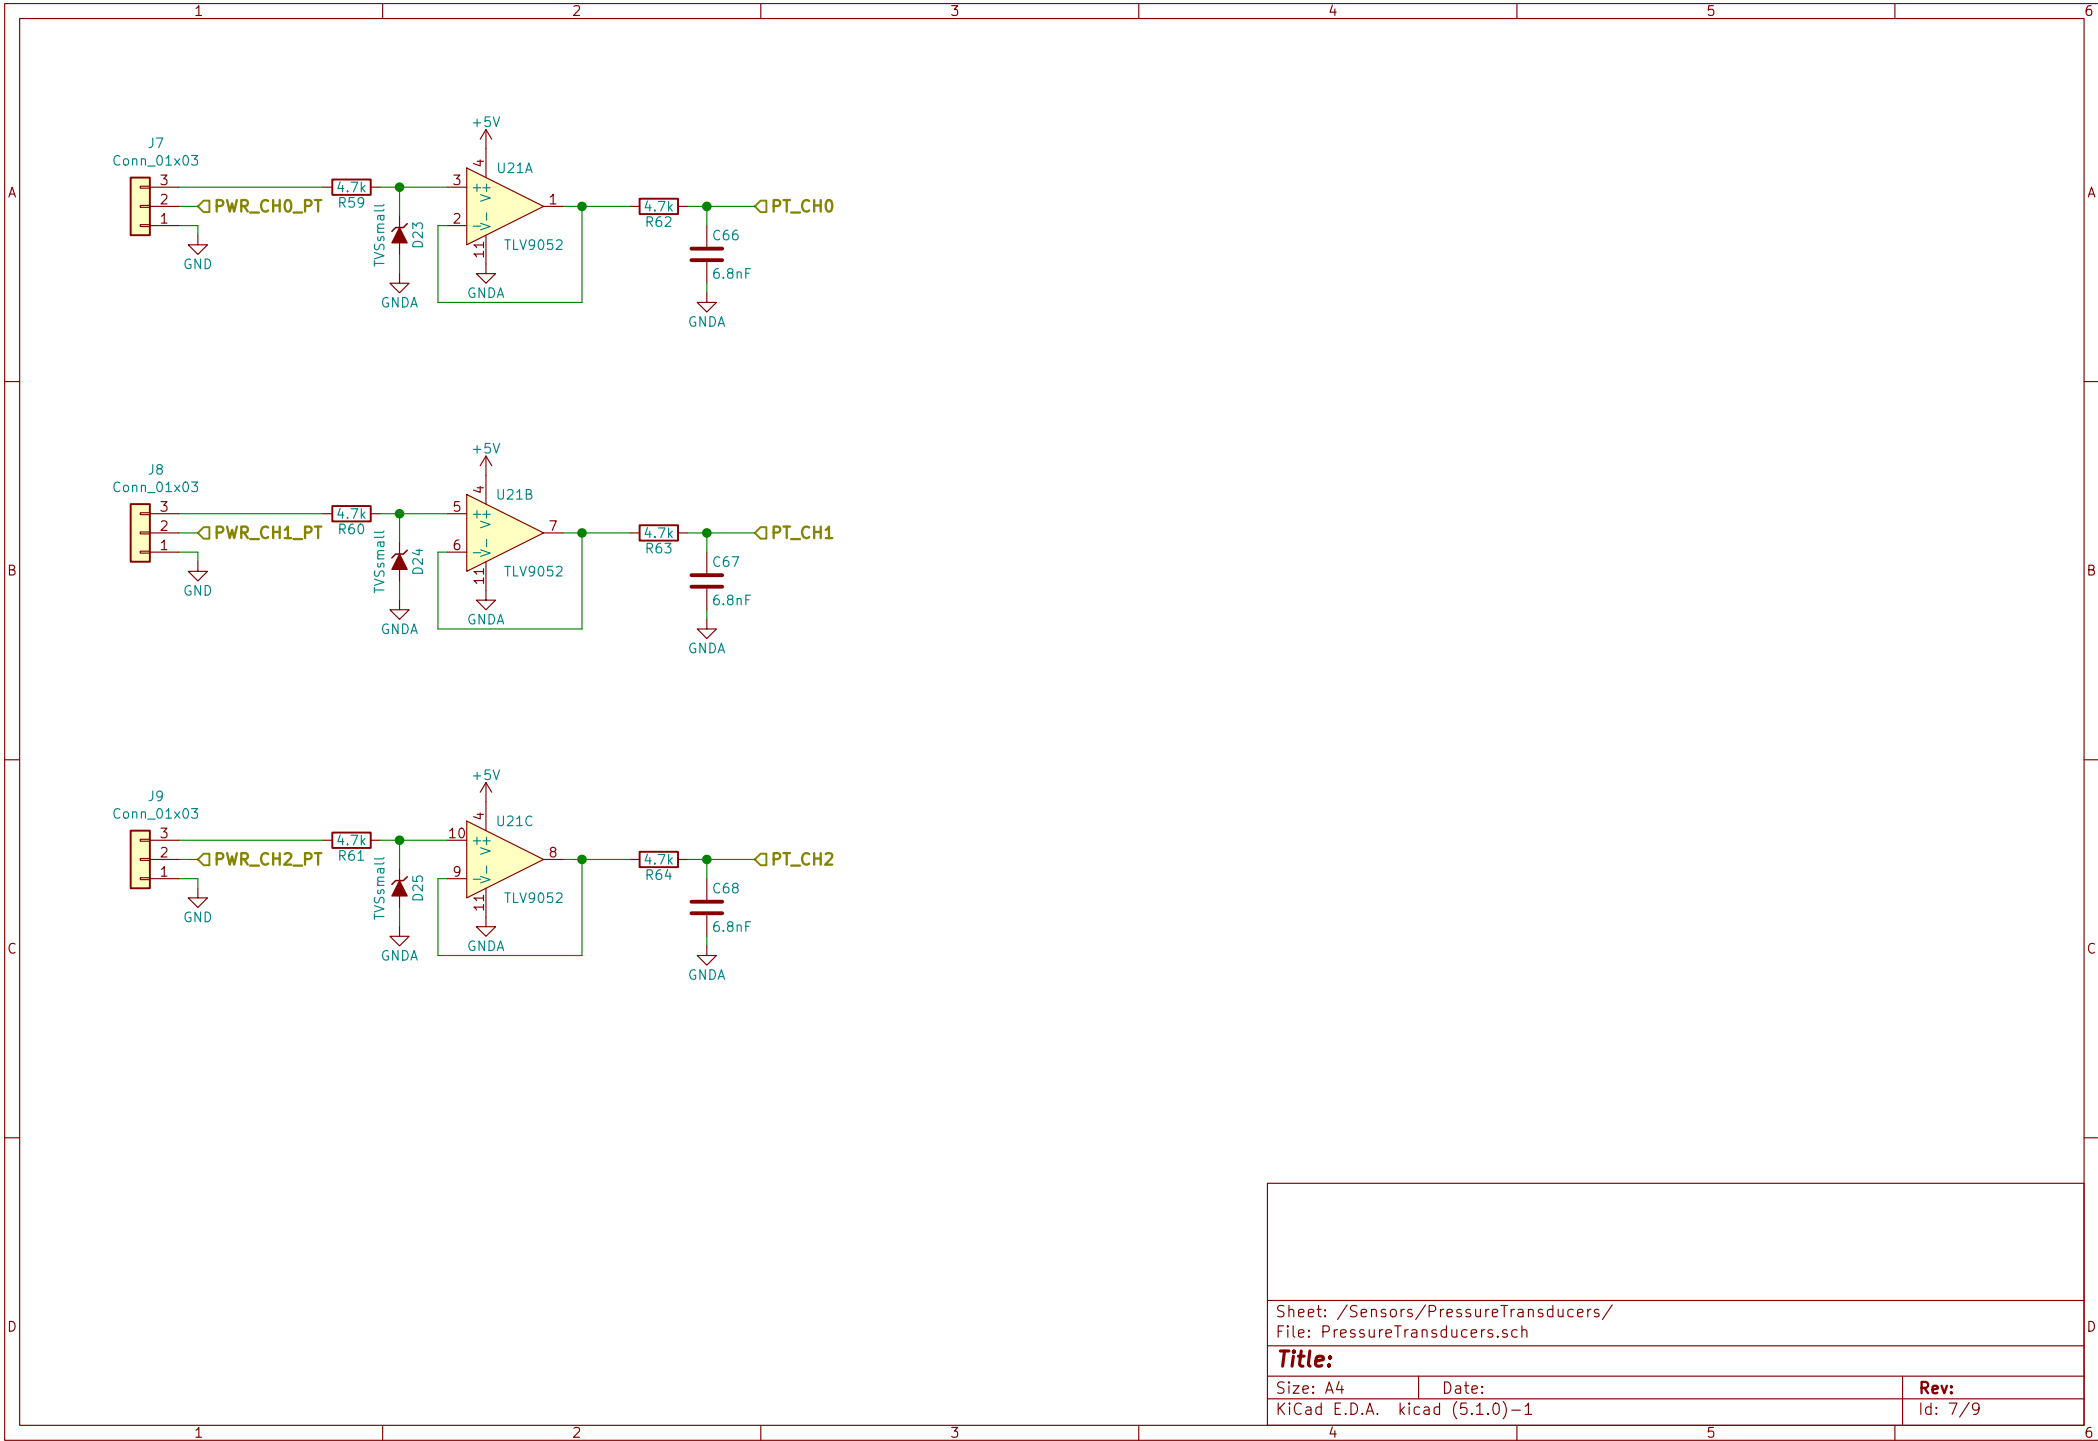 1 2 3 4 5 6
A
J7
Conn_01x03
3
2
1
PWR_CH0_PT
GND
4.7k
R59
TVSsmall
D23
GNDA
+5V
4
U21A
3
++
V+
2
V-
11
1
TLV9052
GNDA
4.7k
R62
PT_CH0
C66
6.8nF
GNDA
A
B
J8
Conn_01x03
3
2
1
PWR_CH1_PT
GND
4.7k
R60
TVSsmall
D24
GNDA
+5V
4
U21B
5
++
V+
6
V-
11
7
TLV9052
GNDA
4.7k
R63
PT_CH1
C67
6.8nF
GNDA
B
C
J9
Conn_01x03
3
2
1
PWR_CH2_PT
GND
4.7k
R61
TVSsmall
D25
GNDA
+5V
4
U21C
10
++
V+
9
V-
11
8
TLV9052
GNDA
4.7k
R64
PT_CH2
C68
6.8nF
GNDA
C
D
Sheet: /Sensors/PressureTransducers/
File: PressureTransducers.sch
Title:
Size: A4 Date: Rev:
KiCad E.D.A. kicad (5.1.0)-1 Id: 7/9
D
1 2 3 4 5 6